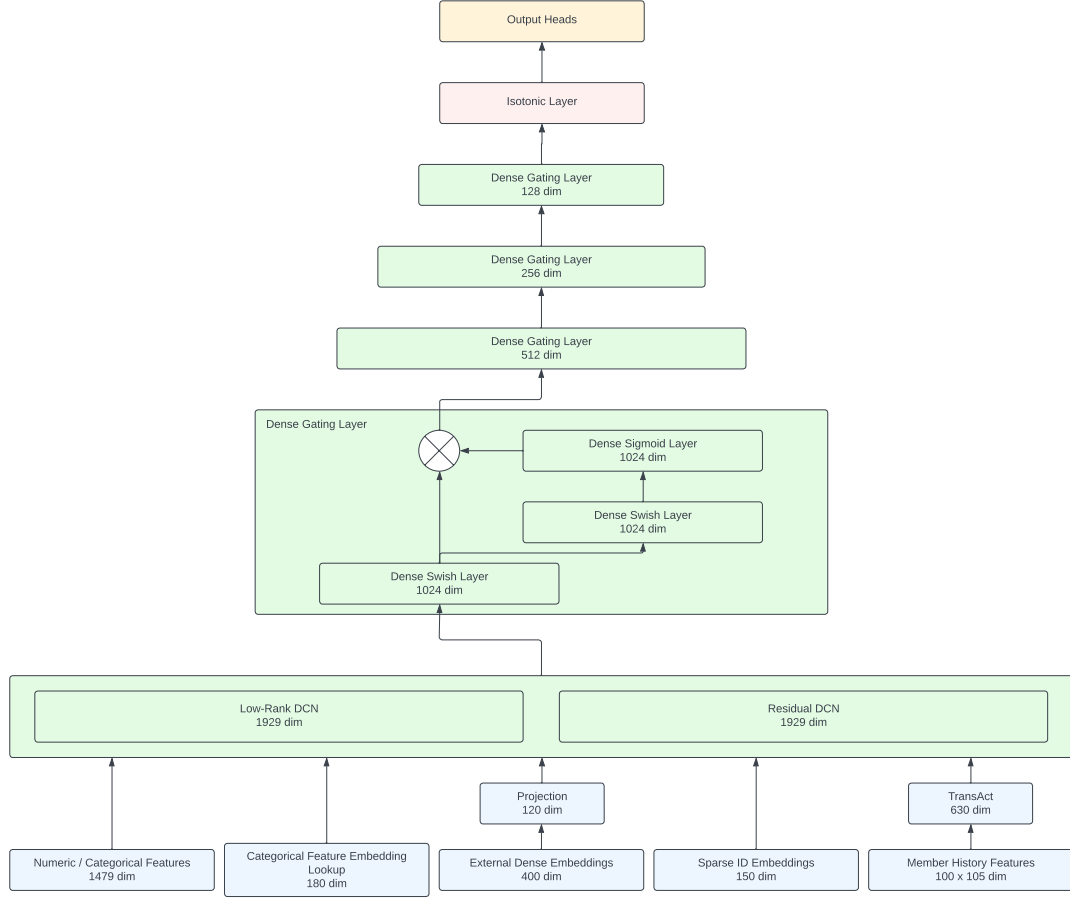 Output Heads
Isotonic Layer
Dense Gating Layer
128 dim
Dense Gating Layer
256 dim
Dense Gating Layer
512 dim
Dense Gating Layer
Dense Sigmoid Layer
1024 dim
Dense Swish Layer
1024 dim
Dense Swish Layer
1024 dim
Low-Rank DCN
1929 dim
Residual DCN
1929 dim
Projection
120 dim
TransAct
630 dim
Numeric / Categorical Features
1479 dim
Categorical Feature Embedding
Lookup
180 dim
External Dense Embeddings
400 dim
Sparse ID Embeddings
150 dim
Member History Features
100 x 105 dim